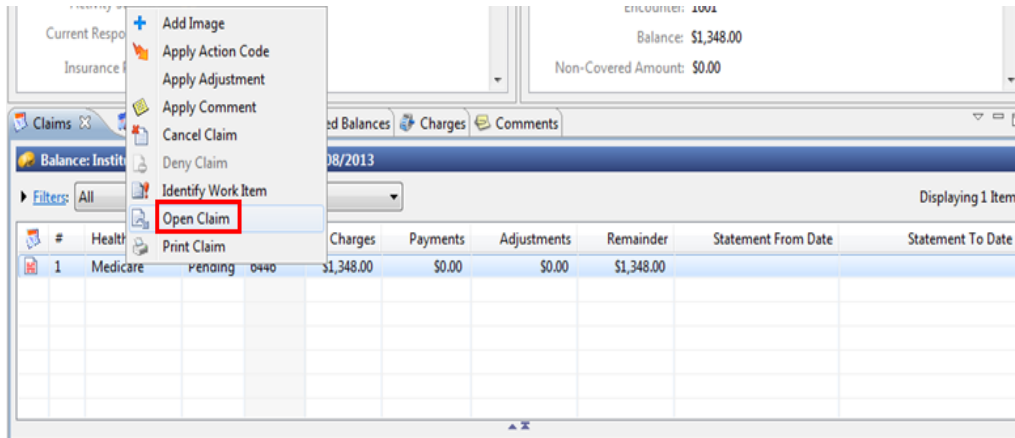 Encounter: 1001
Add Image
Current Respo
Balance: $1,348.00
Apply Action Code
Insurance
Non-Covered Amount: $0.00
Apply Adjustment
Apply Comment
Claims
ed Balances
Charges
Comments
Cancel Claim
Balance: Institu
08/2013
Deny Claim
Filters: All
Identify Work Item
Displaying 1 Item
Open Claim
# Health Charges Payments Adjustments Remainder Statement From Date Statement To Date
Print Claim
1 Medicare Pending 6446 $1,348.00 $0.00 $0.00 $1,348.00